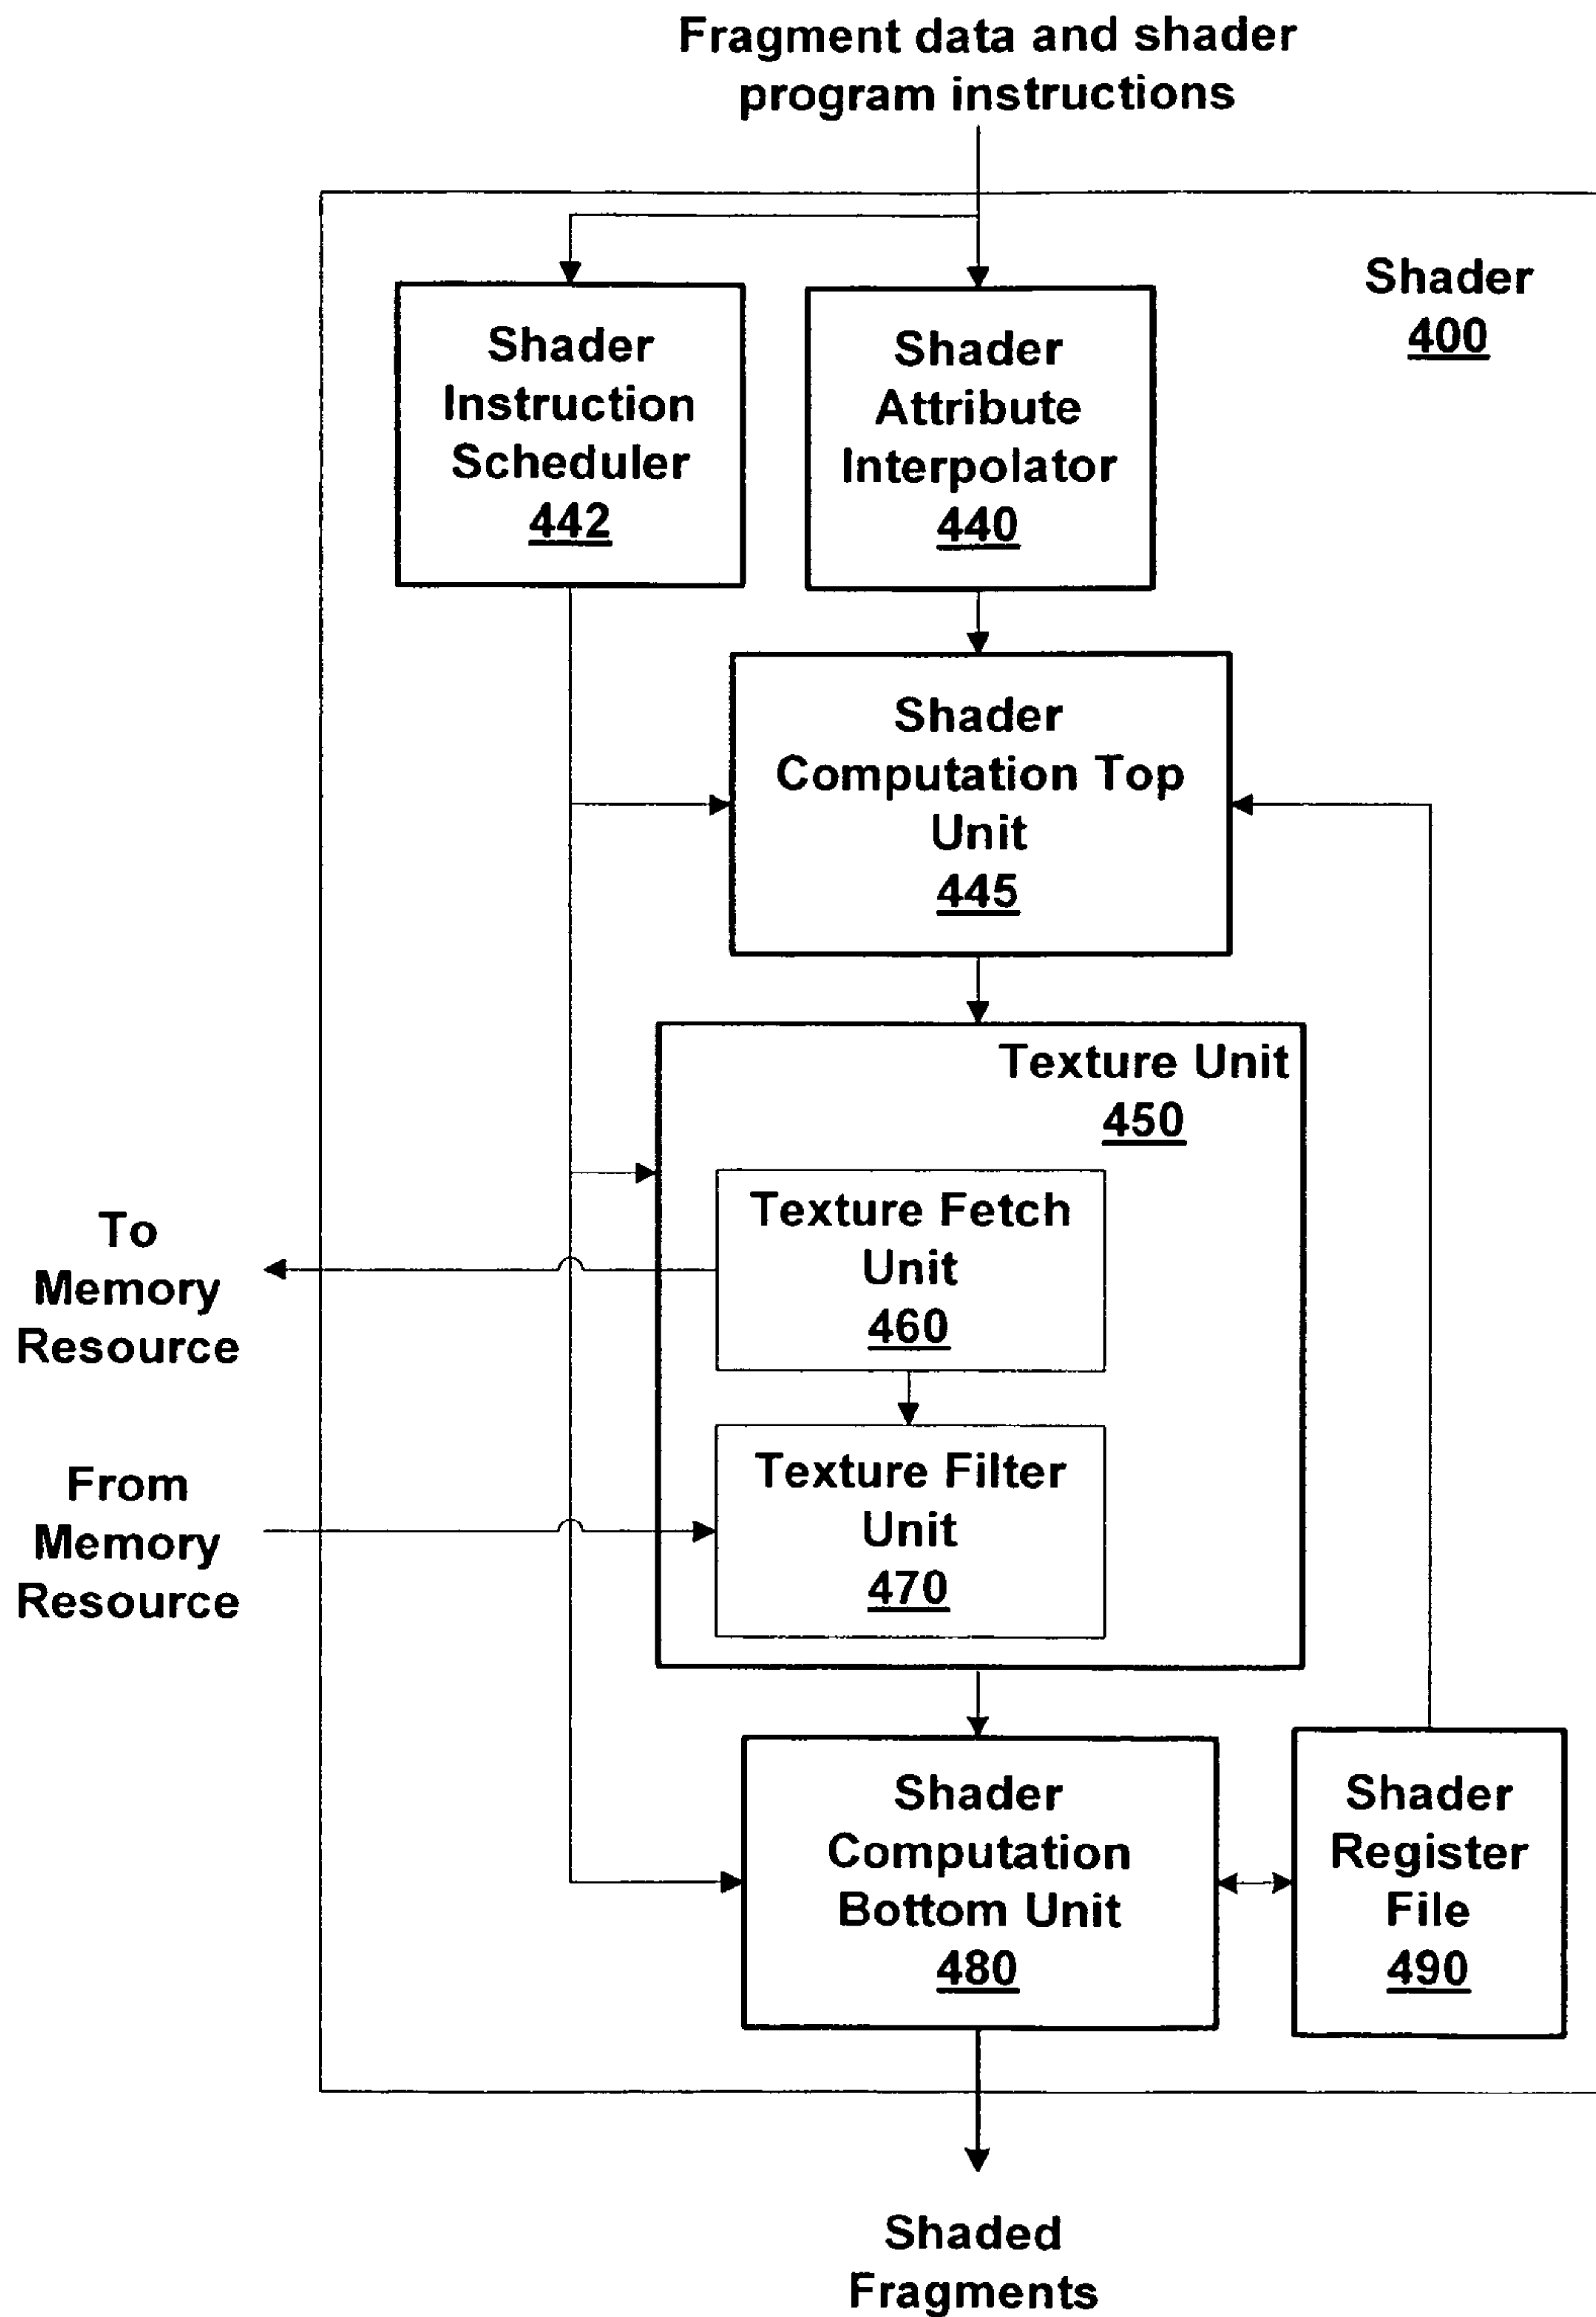 Fragment data and shader
program instructions
Shader
400
Shader
Instruction
Scheduler
442
Shader
Attribute
Interpolator
440
Shader
Computation Top
Unit
445
Texture Unit
450
Texture Fetch
Unit
460
To
Memory
Resource
Texture Filter
Unit
470
From
Memory
Resource
Shader
Computation
Bottom Unit
480
Shader
Register
File
490
Shaded
Fragments